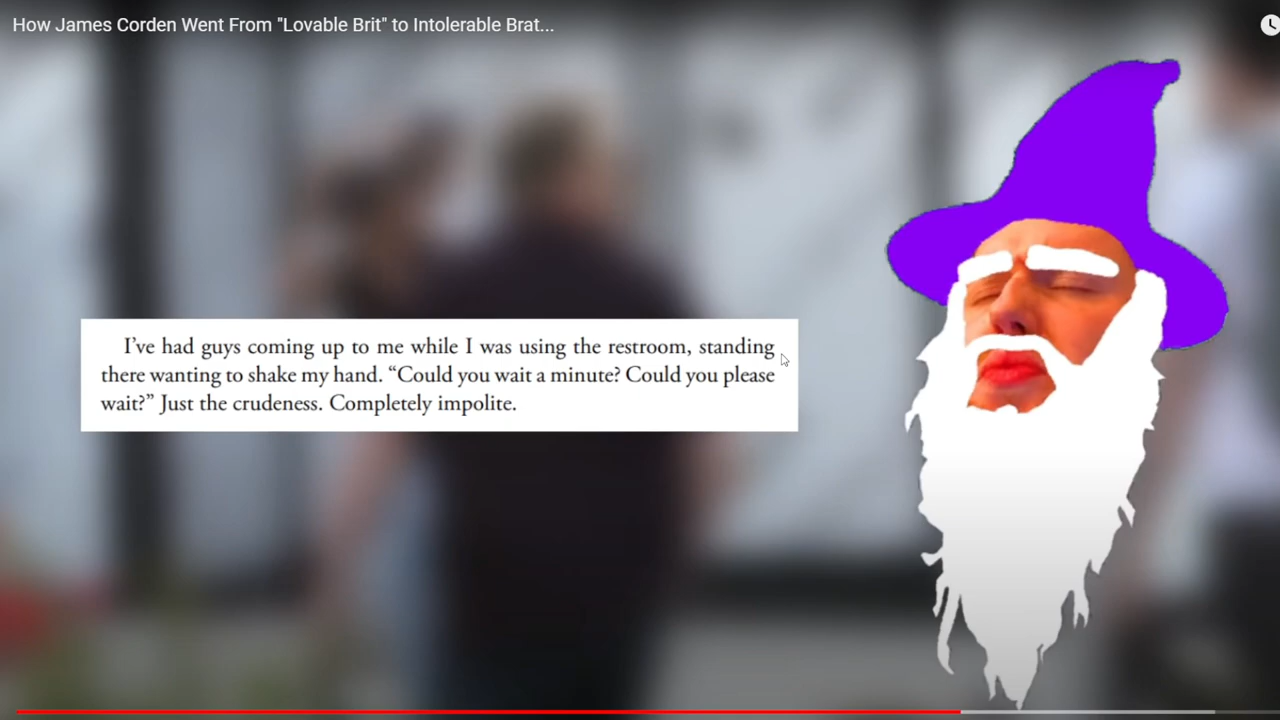 How James Corden Went From "Lovable Brit" to Intolerable Brat...
I’ve had guys coming up to me while I was using the restroom, standing
there wanting to shake my hand. “Could you wait a minute? Could you please
wait?” Just the crudeness. Completely impolite.